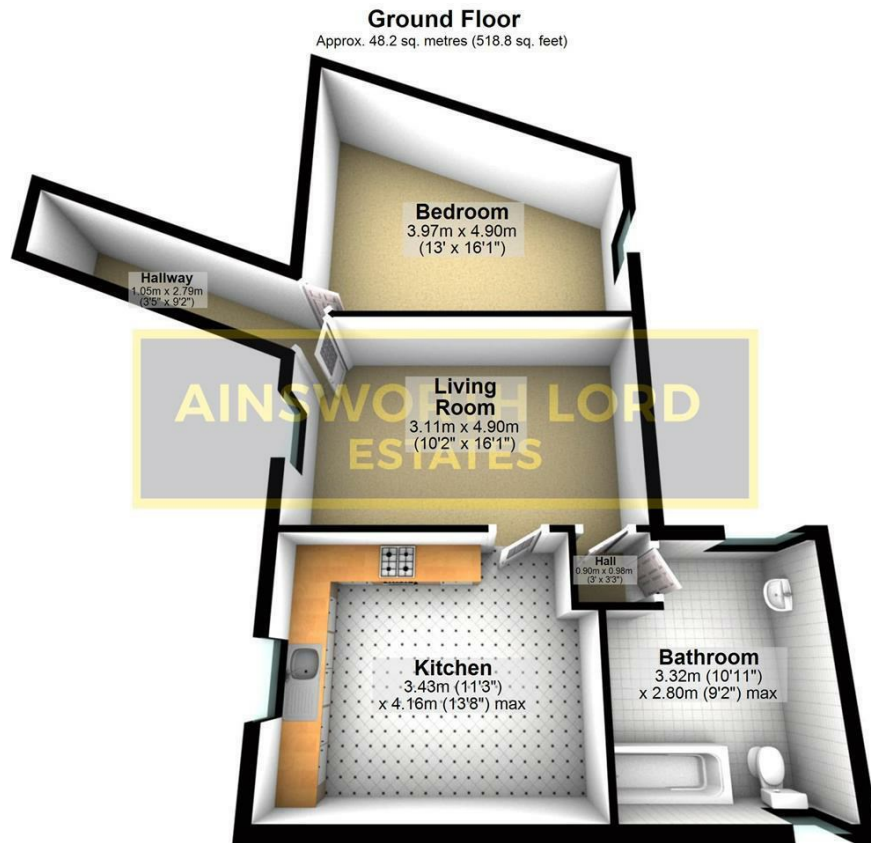 Ground Floor
Approx. 48.2 sq. metres (518.8 sq. feet)
Bedroom
3.97m x 4.90m
(13' x 16'1")
Hallway
1.05m x 2.79m
(3'5" x 9'2")
AINSWORTH LORD
ESTATES
Living
Room
3.11m x 4.90m
(10'2" x 16'1")
Hall
0.90m x 0.98m
(3' x 3'3")
Kitchen
3.43m (11'3")
x 4.16m (13'8") max
Bathroom
3.32m (10'11")
x 2.80m (9'2") max